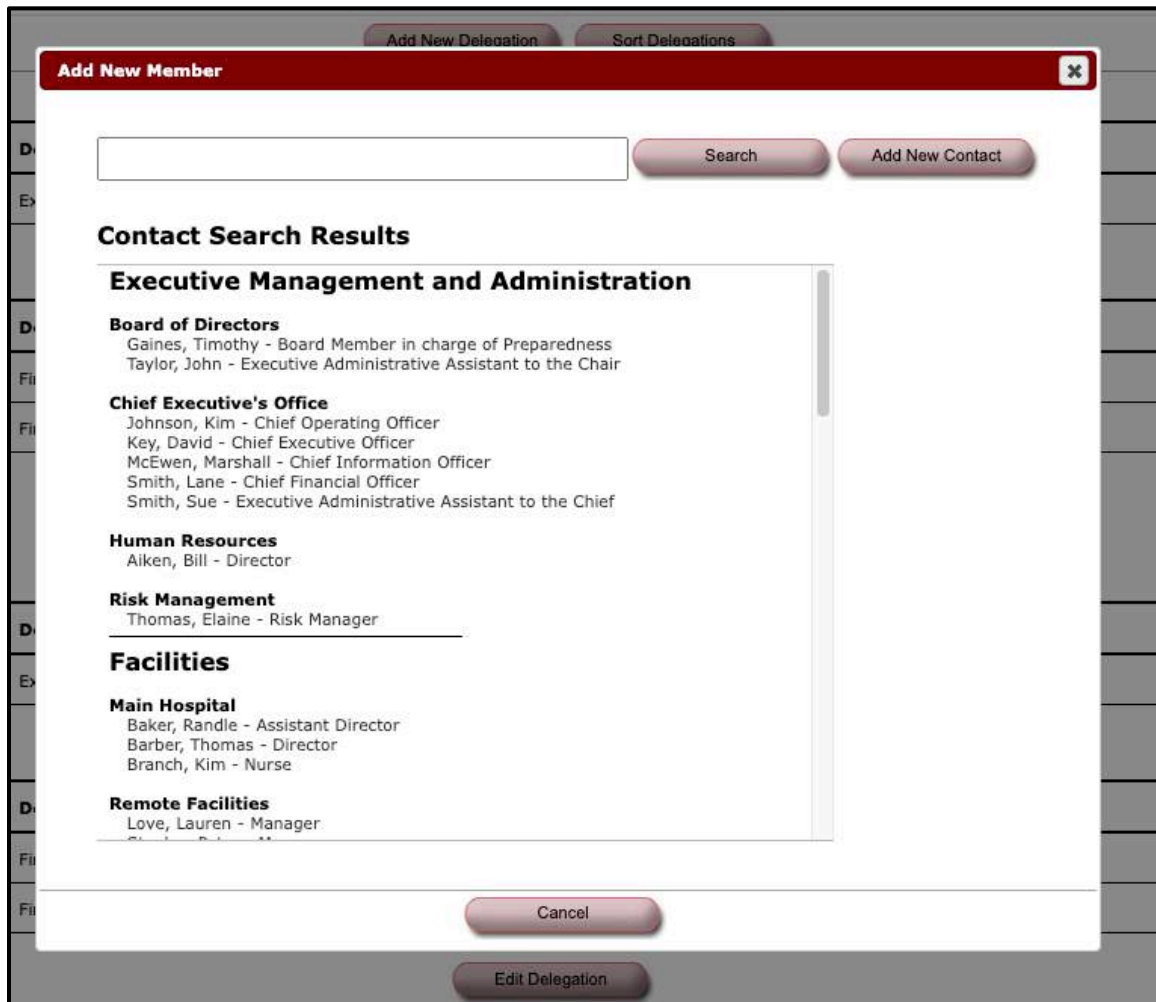 Add New Delegation Sort Delegations
Add New Member
Search Add New Contact
Contact Search Results
Executive Management and Administration
Board of Directors
Gaines, Timothy - Board Member in charge of Preparedness
Taylor, John - Executive Administrative Assistant to the Chair
Chief Executive's Office
Johnson, Kim - Chief Operating Officer
Key, David - Chief Executive Officer
McEwen, Marshall - Chief Information Officer
Smith, Lane - Chief Financial Officer
Smith, Sue - Executive Administrative Assistant to the Chief
Human Resources
Aiken, Bill - Director
Risk Management
Thomas, Elaine - Risk Manager
Facilities
Main Hospital
Baker, Randle - Assistant Director
Barber, Thomas - Director
Branch, Kim - Nurse
Remote Facilities
Love, Lauren - Manager
Cancel
Edit Delegation